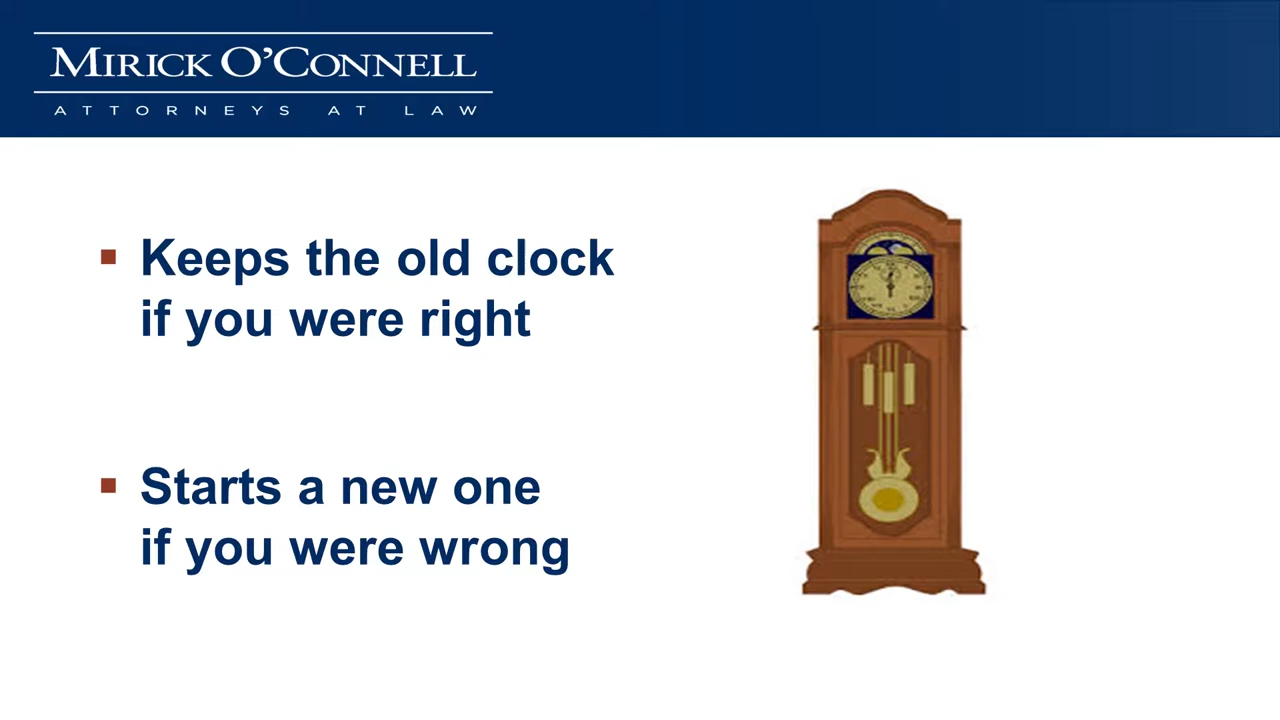 MIRICK O'CONNELL
ATTORNEYS AT LAW
Keeps the old clock
if you were right
Starts a new one
if you were wrong